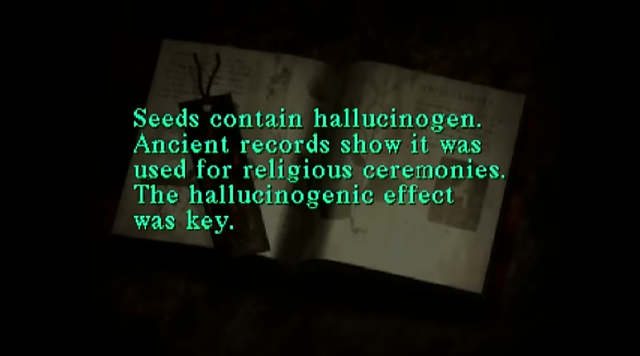 Seeds contain hallucinogen.
Ancient records show it was
used for religious ceremonies.
The hallucinogenic effect
was key.